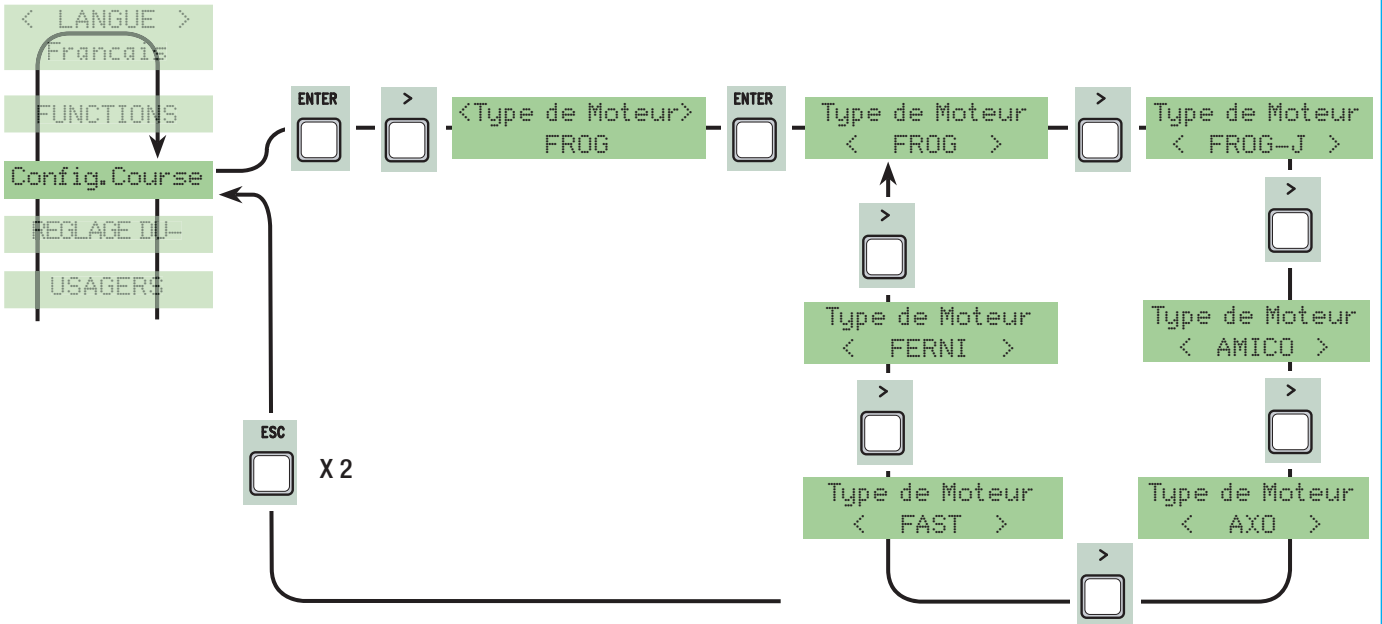 < LANGUE >
Francais
FUNCTIONS
Config.Course
REGLAGE DU-
USAGERS
ENTER
>
<Type de Moteur>
FROG
ENTER
Type de Moteur
< FROG >
>
Type de Moteur
< FROG-J >
>
>
Type de Moteur
< FERNI >
Type de Moteur
< AMICO >
>
>
ESC
X 2
Type de Moteur
< FAST >
Type de Moteur
< AXO >
>